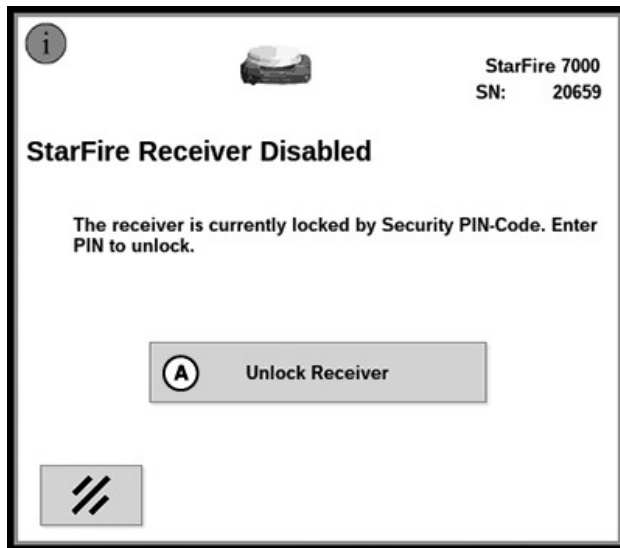 i
StarFire 7000
SN: 20659
StarFire Receiver Disabled
The receiver is currently locked by Security PIN-Code. Enter
PIN to unlock.
A Unlock Receiver